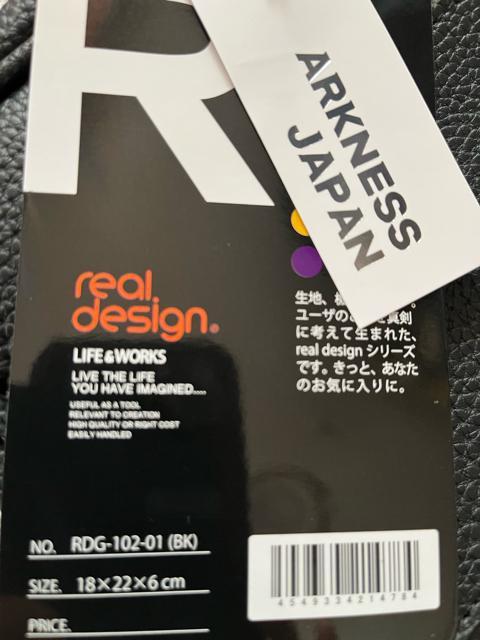 R
ARKNESS
JAPAN
real
design®
LIFE&WORKS
LIVE THE LIFE
YOU HAVE IMAGINED....
USEFUL AS A TOOL
RELEVANT TO CREATION
HIGH QUALITY OR RIGHT COST
EASILY HANDLED
生地、
ユーザの
に考えて生まれた、
real design シリーズ
です。きっと、あなた
のお気に入りに。
NO. RDG-102-01 (BK)
SIZE. 18×22×6 cm
PRICE.
4549334214784